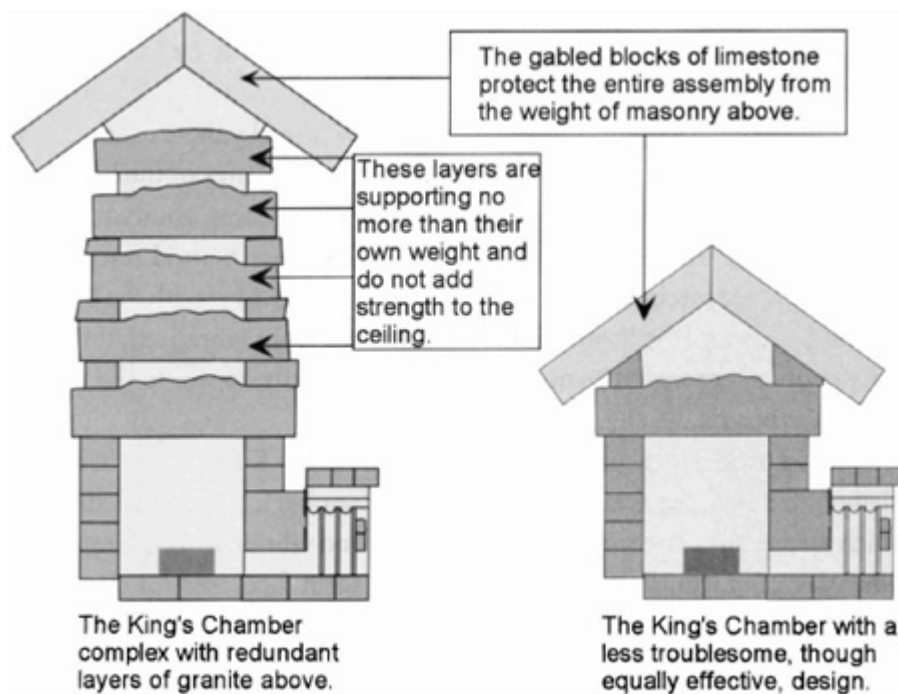 The gabled blocks of limestone
protect the entire assembly from
the weight of masonry above.
These layers are
supporting no
more than their
own weight and
do not add
strength to the
ceiling.
The King's Chamber
complex with redundant
layers of granite above.
The King's Chamber with a
less troublesome, though
equally effective, design.